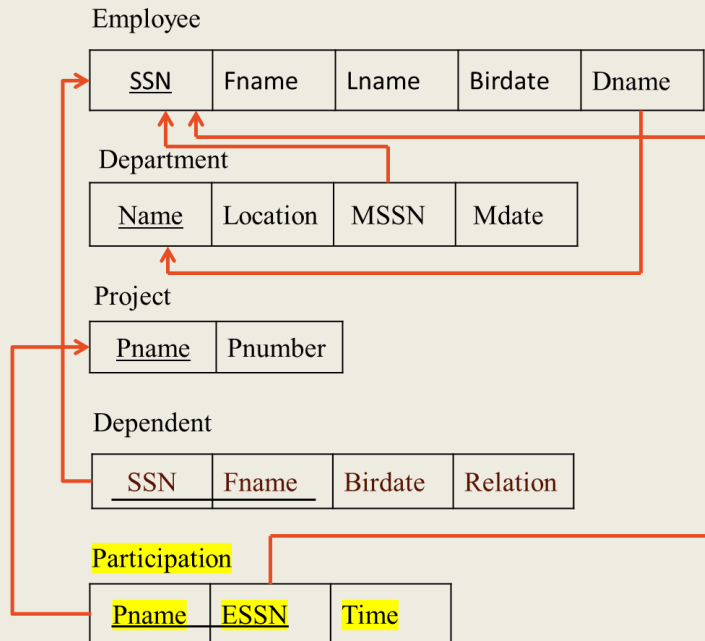 Employee
SSN Fname Lname Birdate Dname
Department
Name Location MSSN Mdate
Project
Pname Pnumber
Dependent
SSN Fname Birdate Relation
Participation
Pname ESSN Time